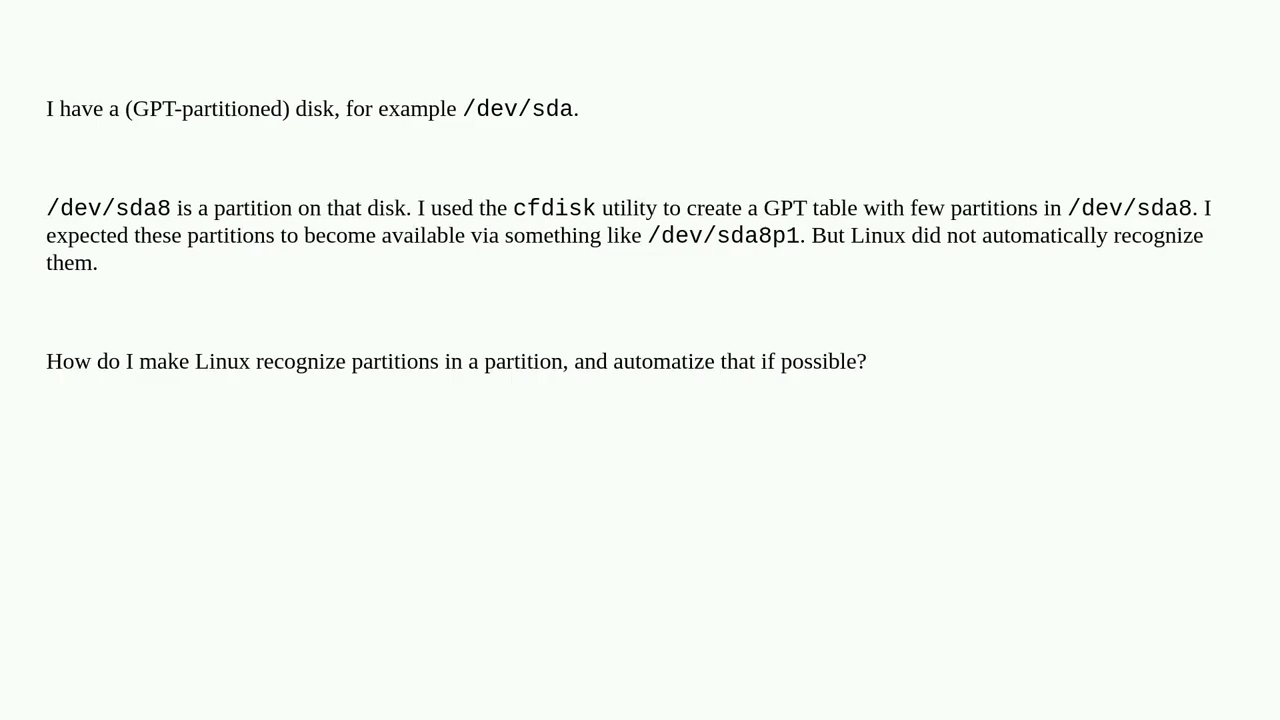 I have a (GPT-partitioned) disk, for example /dev/sda.
/dev/sda8 is a partition on that disk. I used the cfdisk utility to create a GPT table with few partitions in /dev/sda8. I
expected these partitions to become available via something like /dev/sda8p1. But Linux did not automatically recognize
them.
How do I make Linux recognize partitions in a partition, and automatize that if possible?